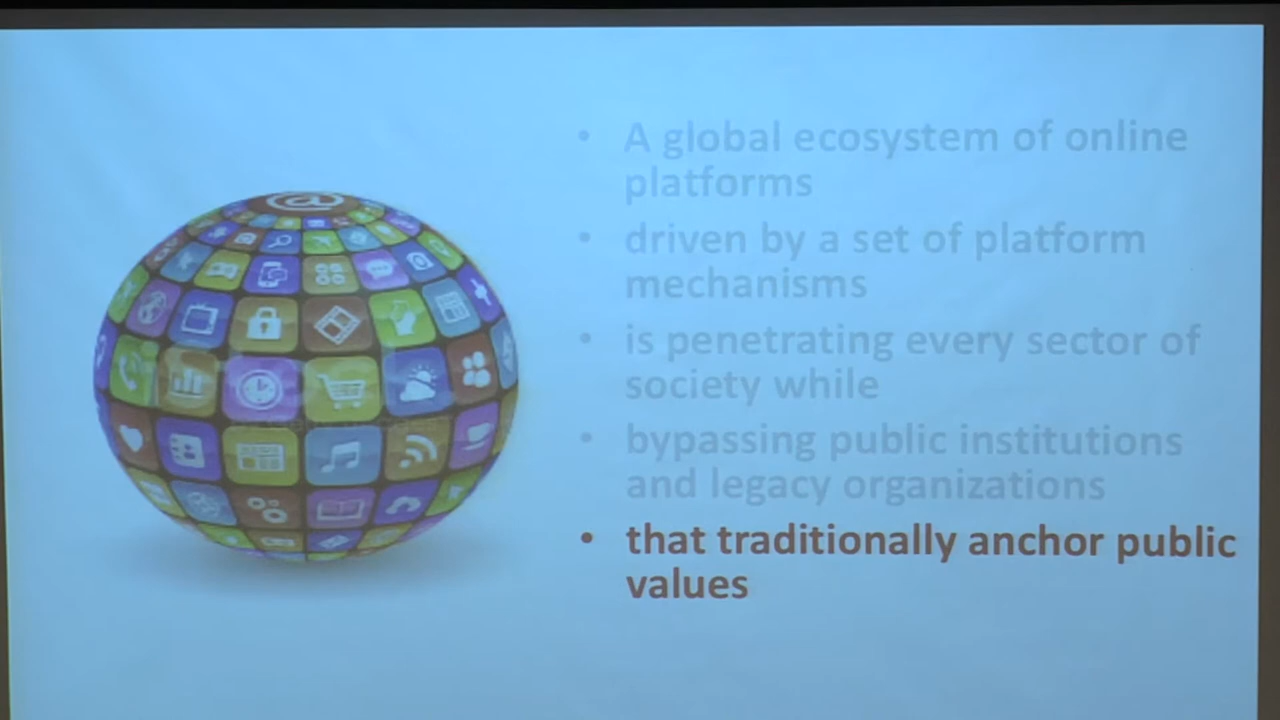 @
• A global ecosystem of online
platforms
• driven by a set of platform
mechanisms
• is penetrating every sector of
society while
• bypassing public institutions
and legacy organizations
• that traditionally anchor public
values